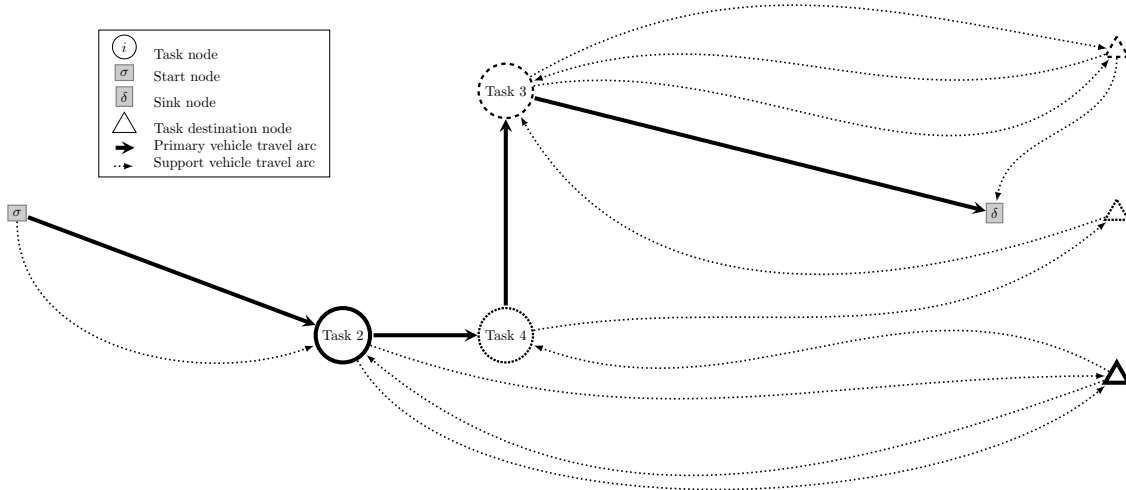 i Task node
σ Start node
δ Sink node
Task destination node
Primary vehicle travel arc
Support vehicle travel arc
Task 3
σ
δ
Task 2
Task 4